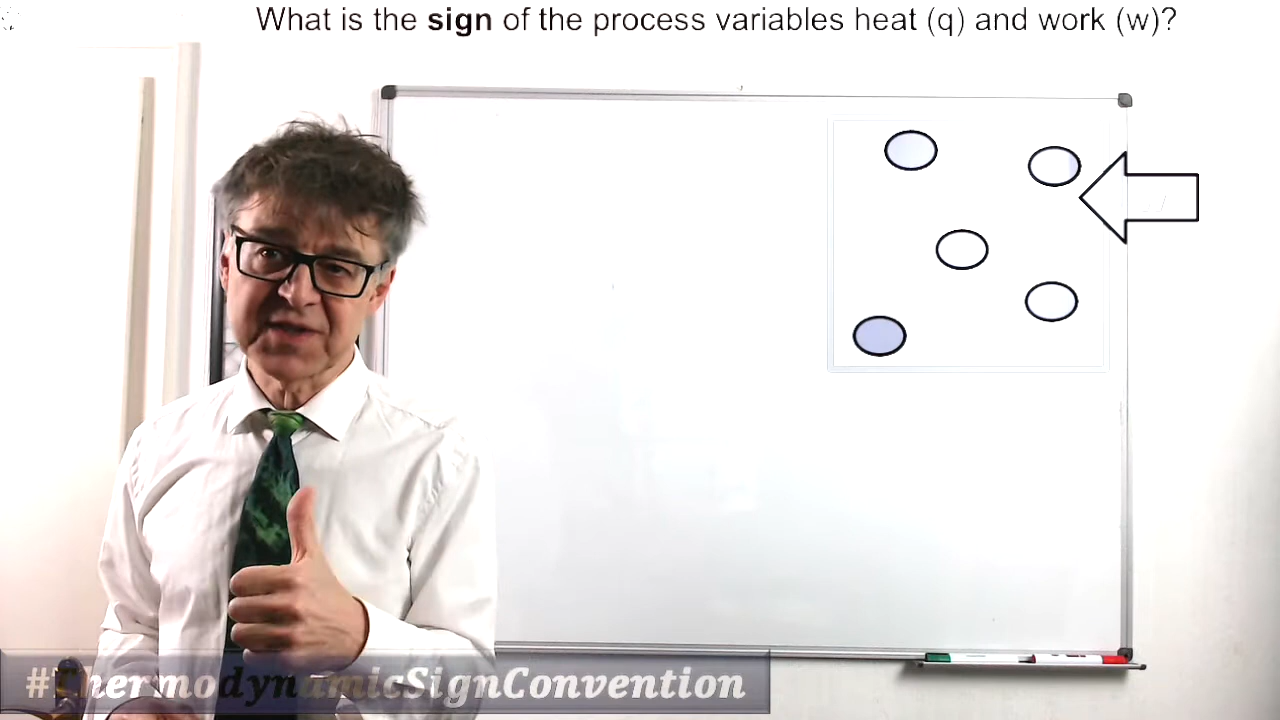 What is the sign of the process variables heat (q) and work (w)?
#ThermodynamicSignConvention